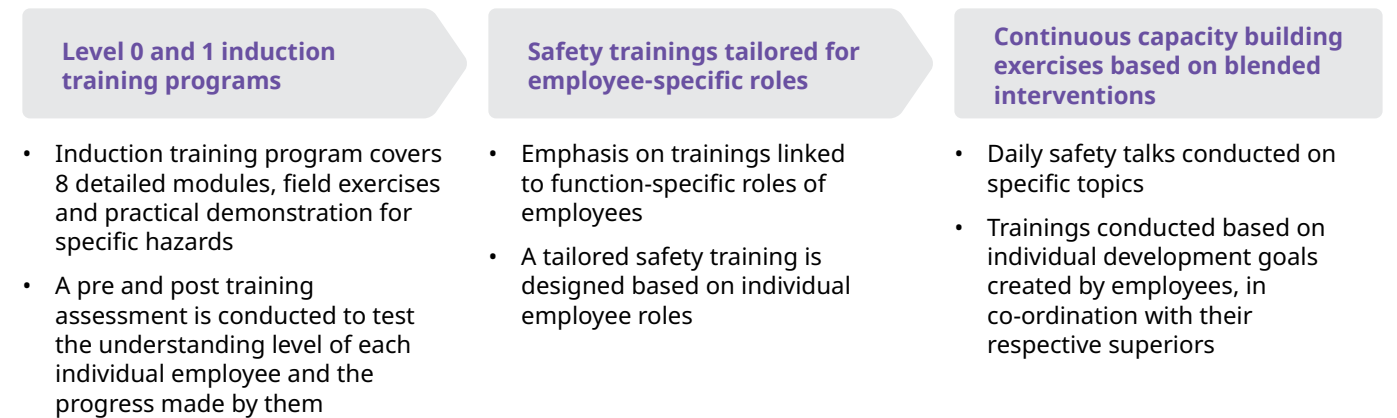 Level 0 and 1 induction
training programs
• Induction training program covers
8 detailed modules, field exercises
and practical demonstration for
specific hazards
• A pre and post training
assessment is conducted to test
the understanding level of each
individual employee and the
progress made by them
Safety trainings tailored for
employee-specific roles
• Emphasis on trainings linked
to function-specific roles of
employees
• A tailored safety training is
designed based on individual
employee roles
Continuous capacity building
exercises based on blended
interventions
• Daily safety talks conducted on
specific topics
• Trainings conducted based on
individual development goals
created by employees, in
co-ordination with their
respective superiors